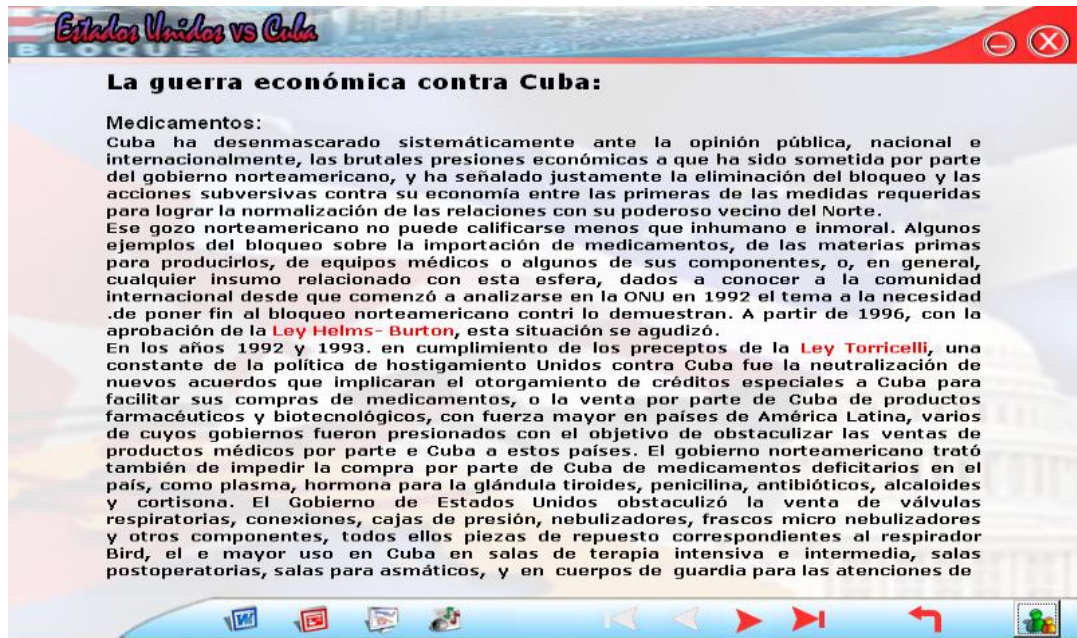 Estados Unidos vs Cuba
BLOQUE
La guerra económica contra Cuba:
Medicamentos:
Cuba ha desenmascarado sistemáticamente ante la opinión pública, nacional e
internacionalmente, las brutales presiones económicas a que ha sido sometida por parte
del gobierno norteamericano, y ha señalado justamente la eliminación del bloqueo y las
acciones subversivas contra su economía entre las primeras de las medidas requeridas
para lograr la normalización de las relaciones con su poderoso vecino del Norte.
Ese gozo norteamericano no puede calificarse menos que inhumano e inmoral. Algunos
ejemplos del bloqueo sobre la importación de medicamentos, de las materias primas
para producirlos, de equipos médicos o algunos de sus componentes, o, en general,
cualquier insumo relacionado con esta esfera, dados a conocer a la comunidad
internacional desde que comenzó a analizarse en la ONU en 1992 el tema a la necesidad
.de poner fin al bloqueo norteamericano contri lo demuestran. A partir de 1996, con la
aprobación de la Ley Helms- Burton, esta situación se agudizó.
En los años 1992 y 1993. en cumplimiento de los preceptos de la Ley Torricelli, una
constante de la política de hostigamiento Unidos contra Cuba fue la neutralización de
nuevos acuerdos que implicaran el otorgamiento de créditos especiales a Cuba para
facilitar sus compras de medicamentos, o la venta por parte de Cuba de productos
farmacéuticos y biotecnológicos, con fuerza mayor en países de América Latina, varios
de cuyos gobiernos fueron presionados con el objetivo de obstaculizar las ventas de
productos médicos por parte e Cuba a estos países. El gobierno norteamericano trató
también de impedir la compra por parte de Cuba de medicamentos deficitarios en el
país, como plasma, hormona para la glándula tiroides, penicilina, antibióticos, alcaloides
y cortisona. El Gobierno de Estados Unidos obstaculizó la venta de válvulas
respiratorias, conexiones, cajas de presión, nebulizadores, frascos micro nebulizadores
y otros componentes, todos ellos piezas de repuesto correspondientes al respirador
Bird, el e mayor uso en Cuba en salas de terapia intensiva e intermedia, salas
postoperatorias, salas para asmáticos, y en cuerpos de guardia para las atenciones de